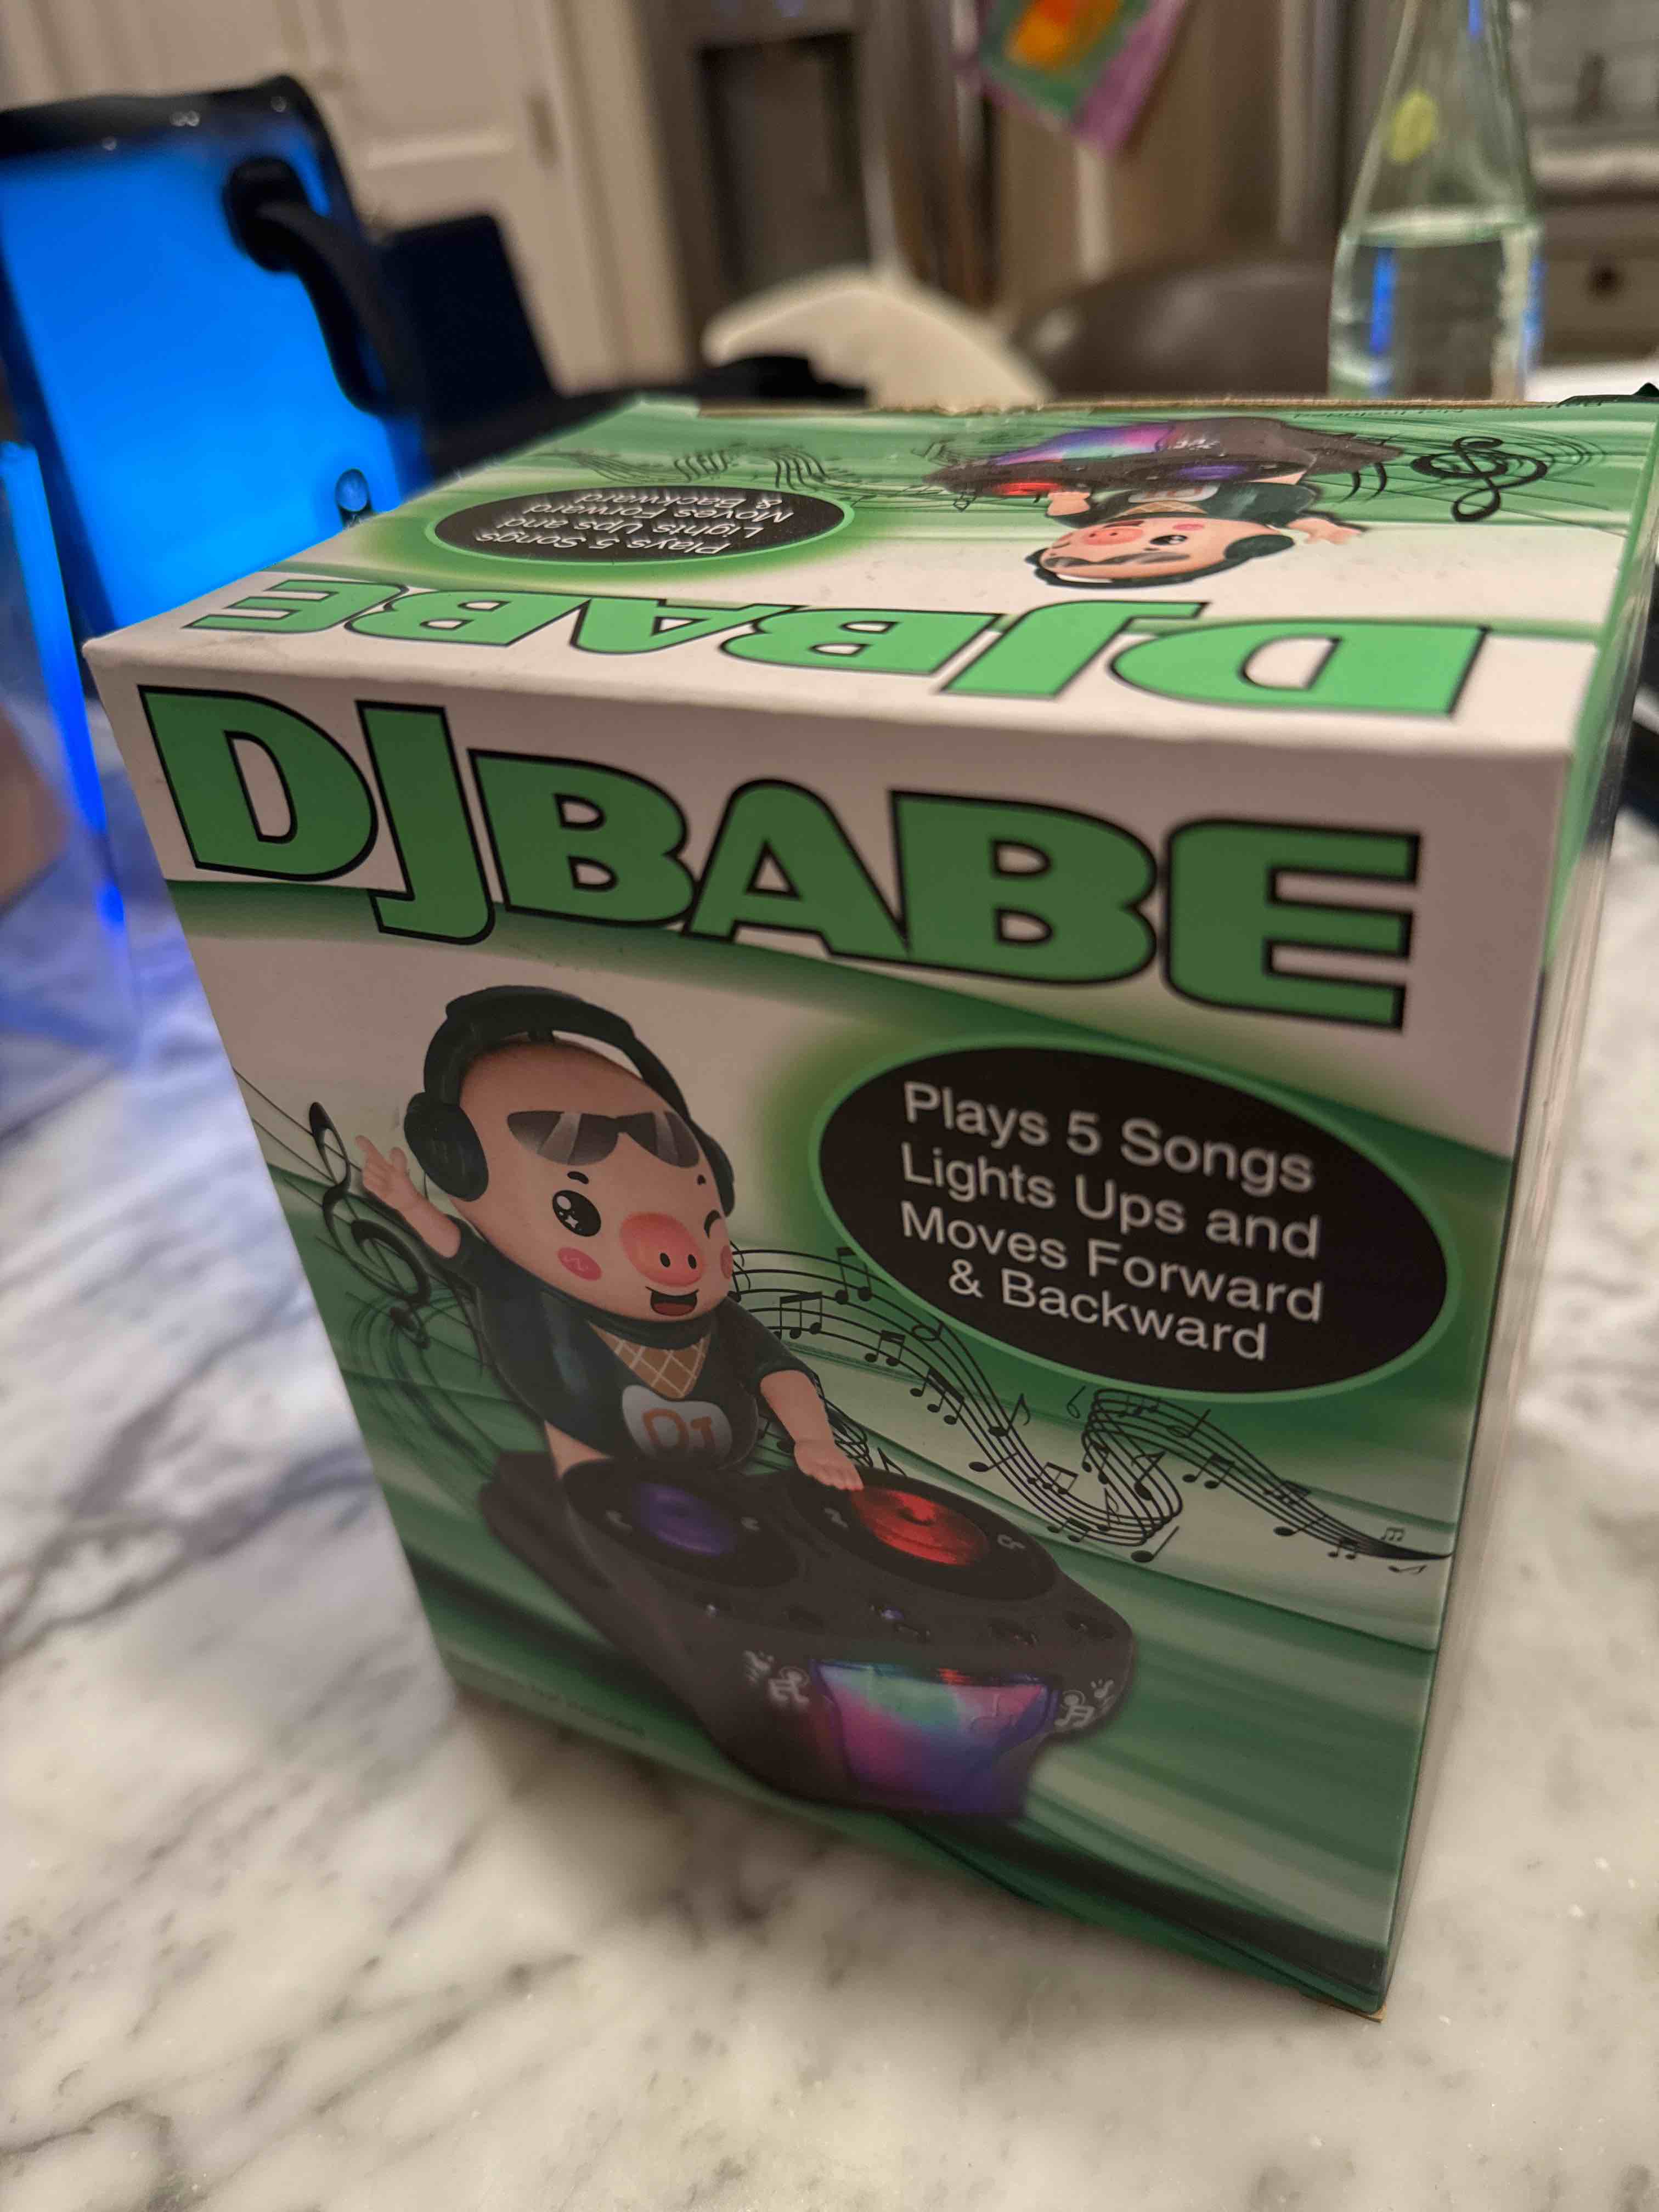 Plays 5 Songs
Lights Ups and
Moves Forward
& Backward
DJBABE
DJBABE
Plays 5 Songs
Lights Ups and
Moves Forward
& Backward
DJ